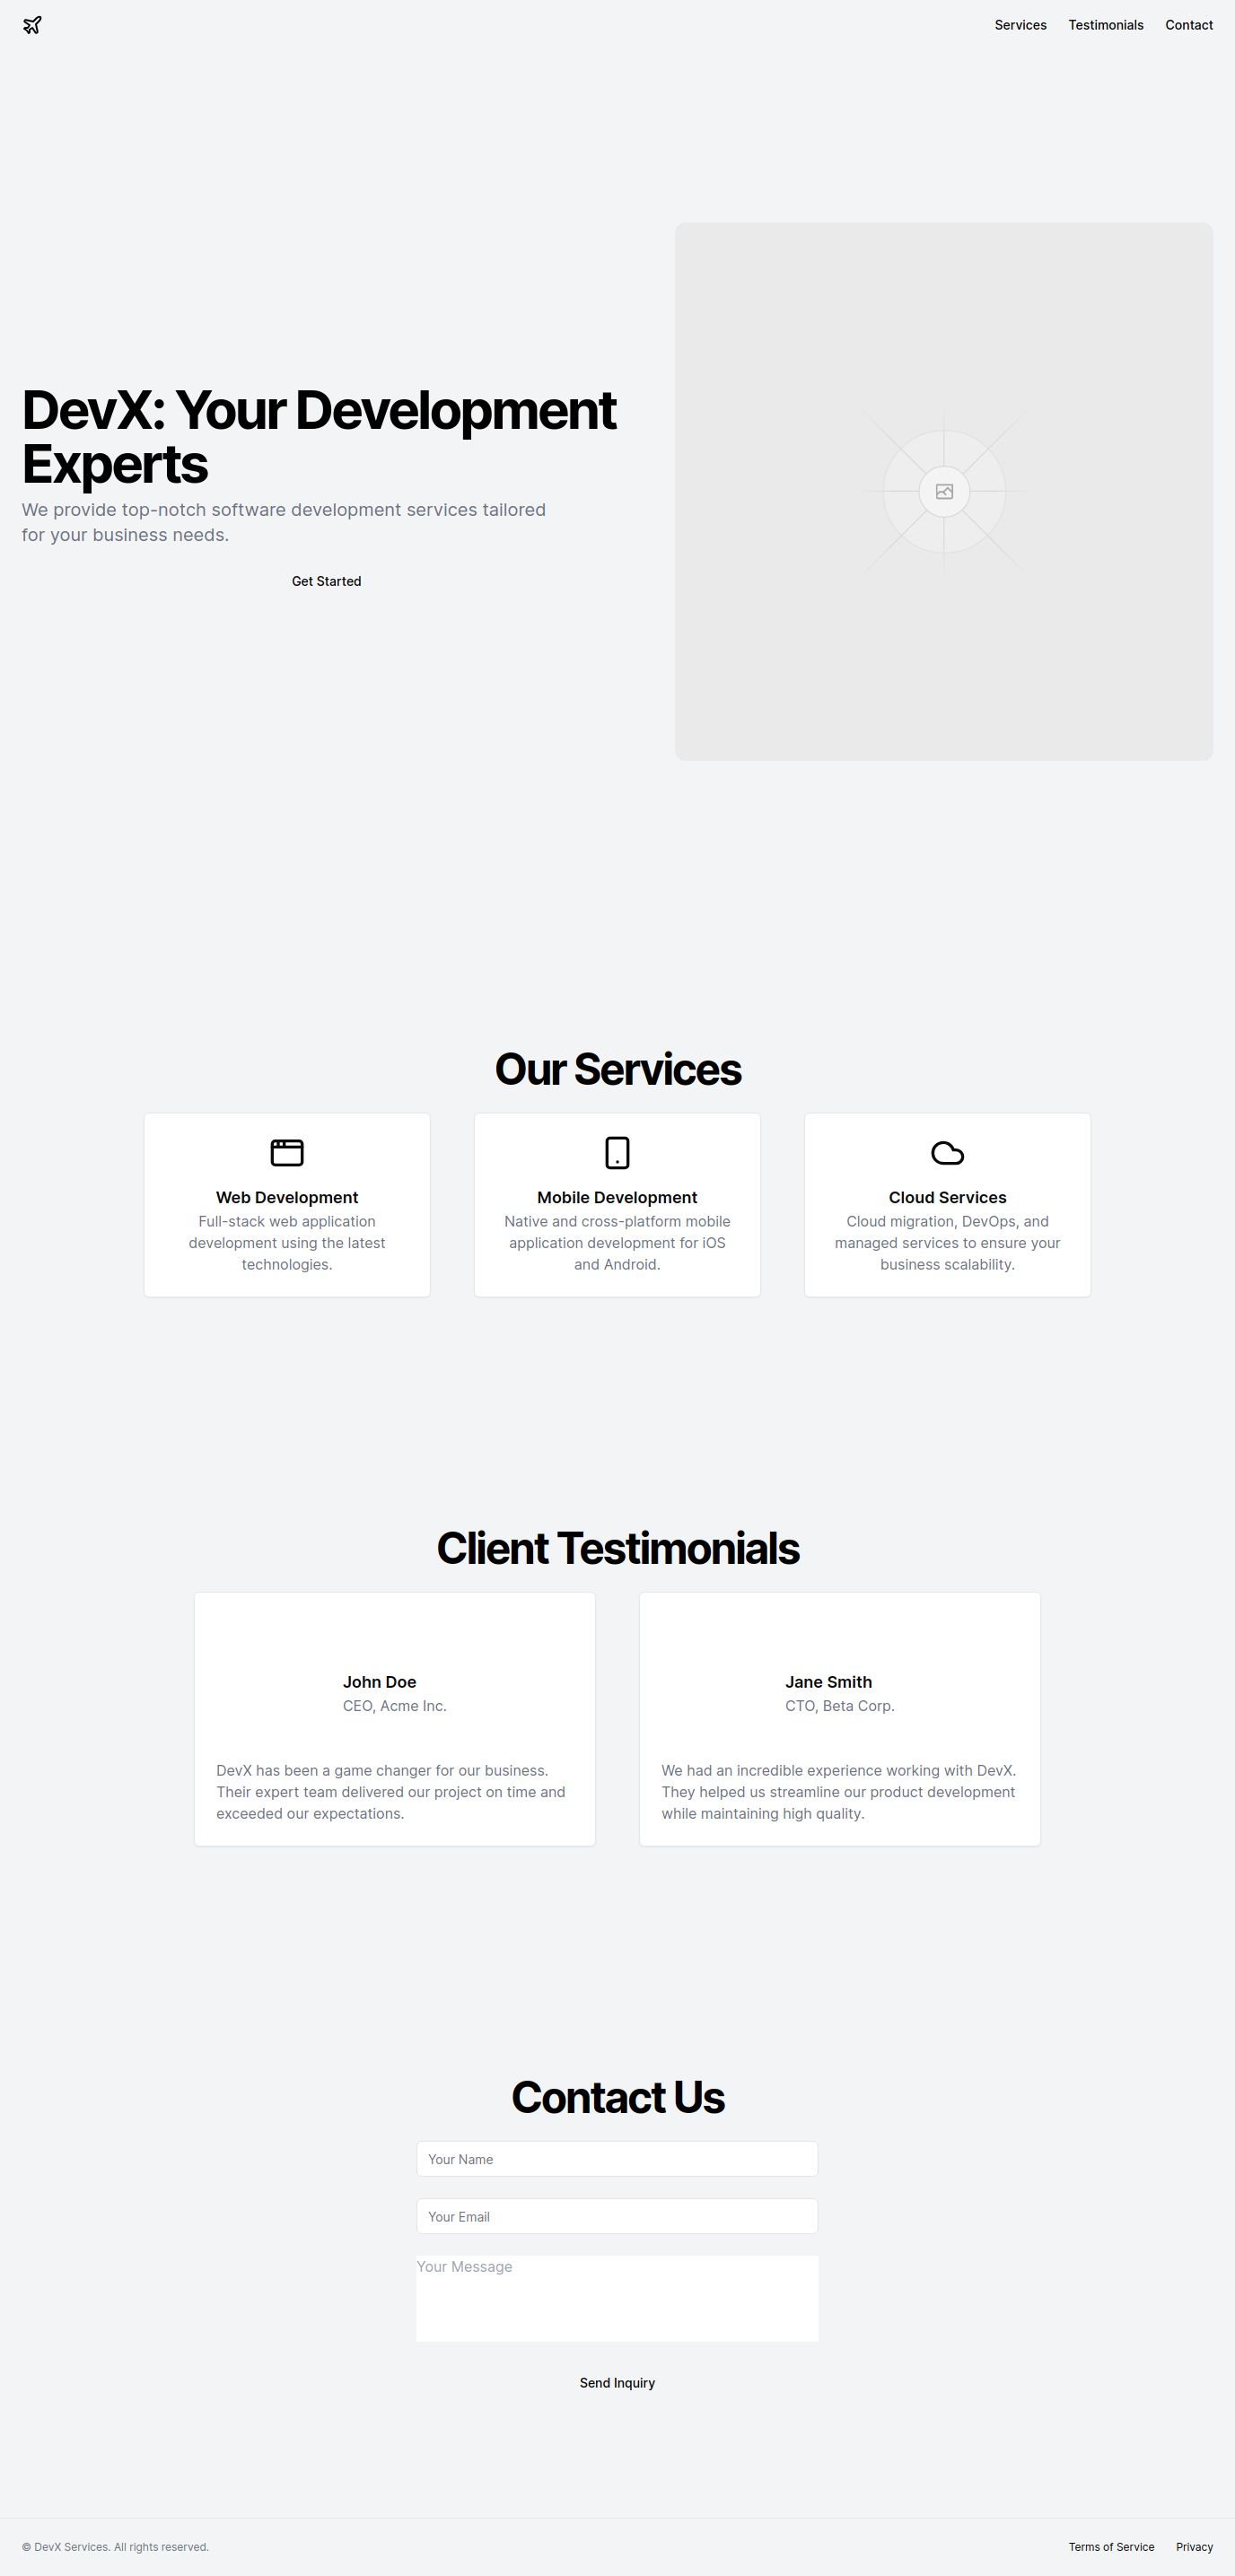 Services Testimonials Contact
DevX: Your Development
Experts
We provide top-notch software development services tailored
for your business needs.
Get Started
Our Services
Web Development
Full-stack web application
development using the latest
technologies.
Mobile Development
Native and cross-platform mobile
application development for iOS
and Android.
Cloud Services
Cloud migration, DevOps, and
managed services to ensure your
business scalability.
Client Testimonials
John Doe
CEO, Acme Inc.
DevX has been a game changer for our business.
Their expert team delivered our project on time and
exceeded our expectations.
Jane Smith
CTO, Beta Corp.
We had an incredible experience working with DevX.
They helped us streamline our product development
while maintaining high quality.
Contact Us
Your Name
Your Email
Your Message
Send Inquiry
© DevX Services. All rights reserved.
Terms of Service Privacy